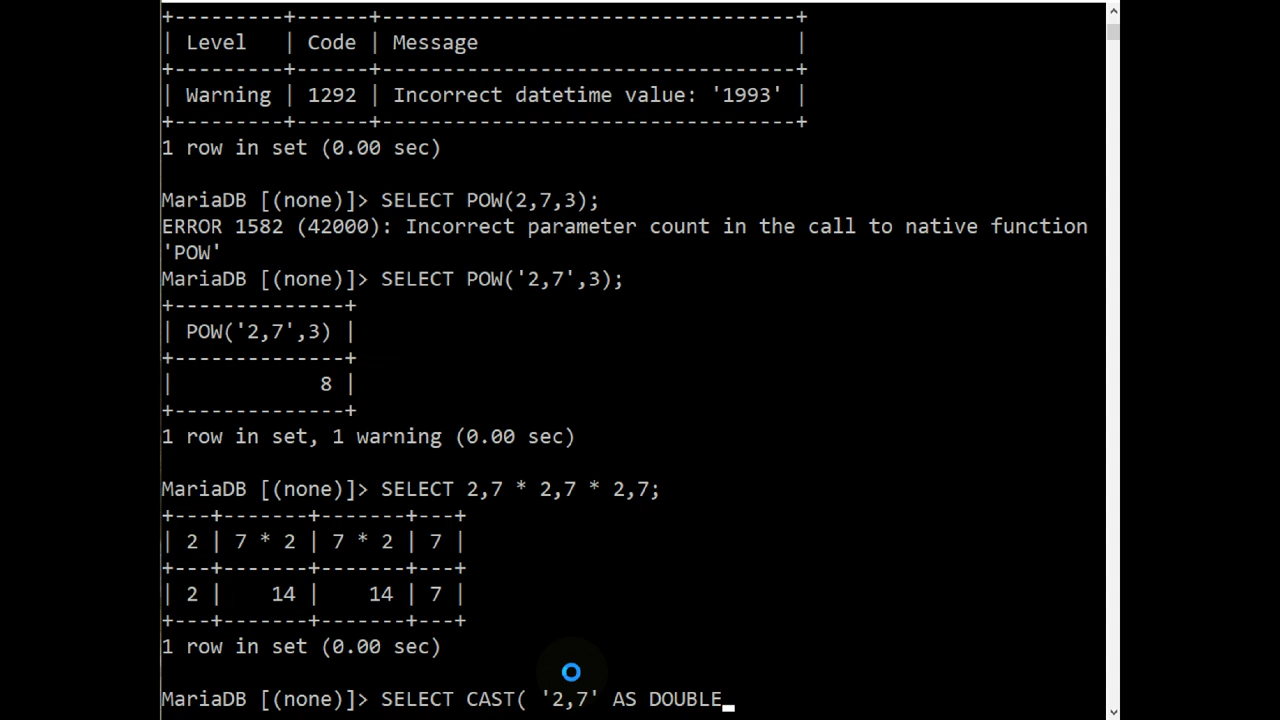 +---------+------+----------------------------------+
| Level   | Code | Message                          |
+---------+------+----------------------------------+
| Warning | 1292 | Incorrect datetime value: '1993' |
+---------+------+----------------------------------+
1 row in set (0.00 sec)
MariaDB [(none)]> SELECT POW(2,7,3);
ERROR 1582 (42000): Incorrect parameter count in the call to native function
'POW'
MariaDB [(none)]> SELECT POW('2,7',3);
+--------------+
| POW('2,7',3) |
+--------------+
|            8 |
+--------------+
1 row in set, 1 warning (0.00 sec)
MariaDB [(none)]> SELECT 2,7 * 2,7 * 2,7;
+---+-------+-------+---+
| 2 | 7 * 2 | 7 * 2 | 7 |
+---+-------+-------+---+
| 2 |    14 |    14 | 7 |
+---+-------+-------+---+
1 row in set (0.00 sec)
MariaDB [(none)]> SELECT CAST( '2,7' AS DOUBLE